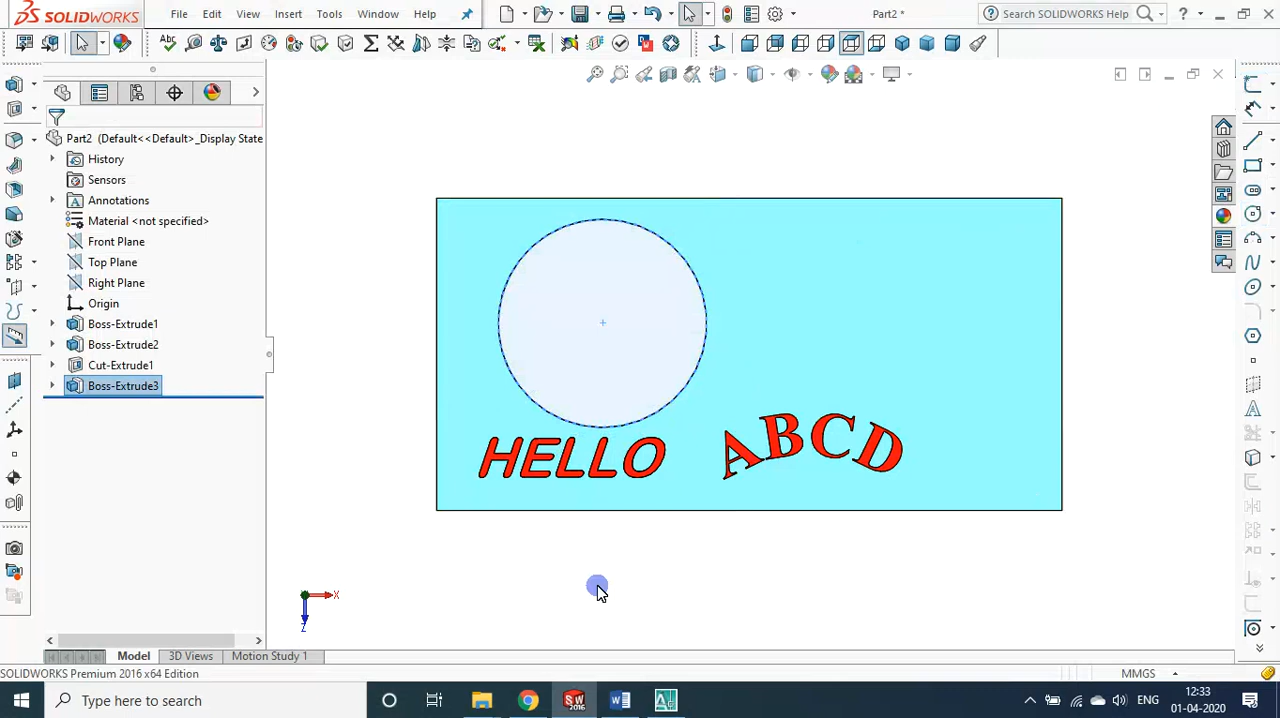 SOLIDWORKS
File Edit View Insert Tools Window Help
Part2 *
Search SOLIDWORKS Help
?
Part2 (Default<<Default>_Display State
History
Sensors
A Annotations
Material <not specified>
Front Plane
Top Plane
Right Plane
Origin
Boss-Extrude1
Boss-Extrude2
Cut-Extrude1
Boss-Extrude3
HELLO
ABCD
X
Z
Model 3D Views Motion Study 1
SOLIDWORKS Premium 2016 x64 Edition
MMGS
Type here to search
SW
2016
W
ENG
12:33
01-04-2020